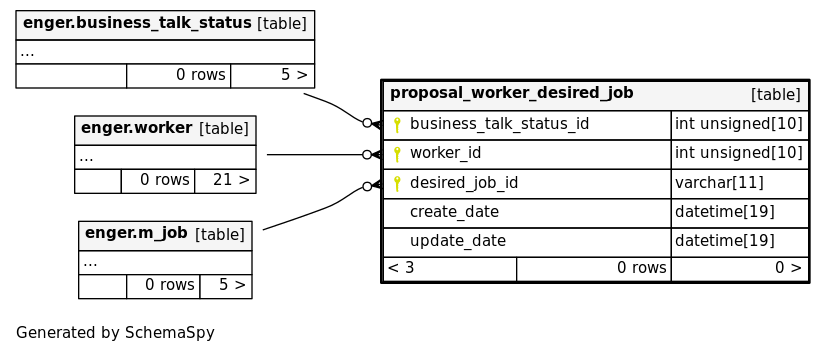 enger.business_talk_status [table]
...
0 rows 5 >
enger.worker [table]
...
0 rows 21 >
enger.m_job [table]
...
0 rows 5 >
proposal_worker_desired_job [table]
business_talk_status_id int unsigned[10]
worker_id int unsigned[10]
desired_job_id varchar[11]
create_date datetime[19]
update_date datetime[19]
< 3 0 rows 0 >
Generated by SchemaSpy